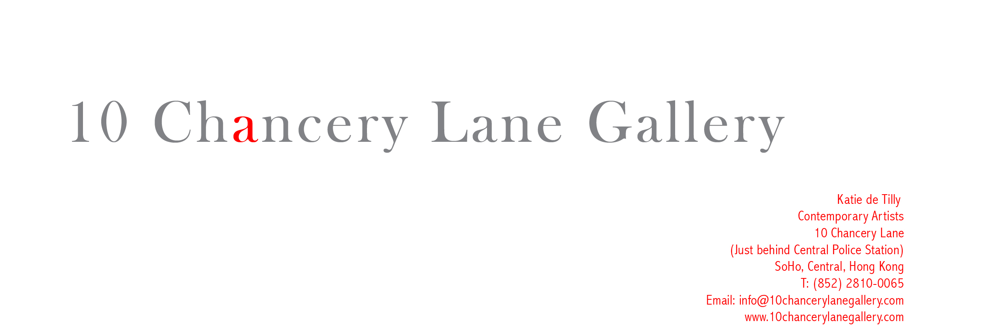 10 Chancery Lane Gallery
Katie de Tilly
Contemporary Artists
10 Chancery Lane
(Just behind Central Police Station)
SoHo, Central, Hong Kong
T: (852) 2810-0065
Email: info@10chancerylanegallery.com
www.10chancerylanegallery.com